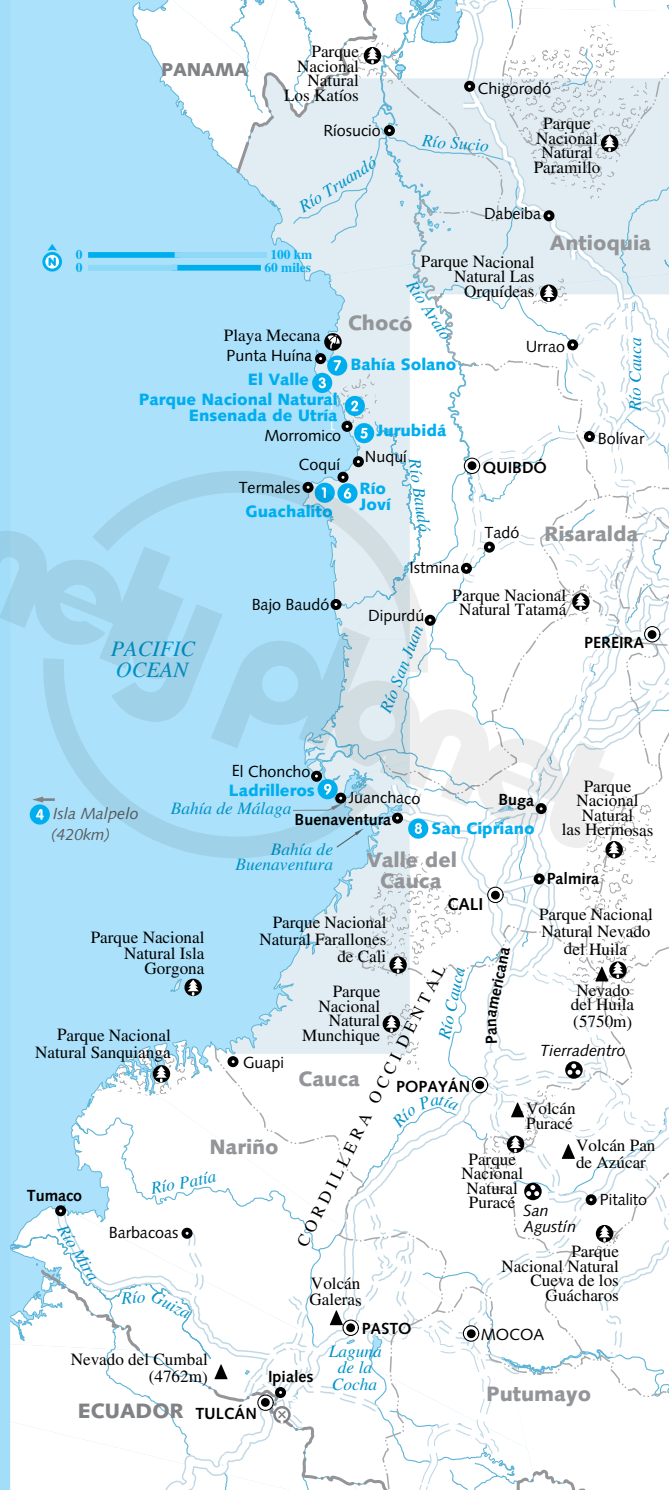 Parque
Nacional
Natural
Los Katíos
PANAMA
Chigorodó
Parque
Nacional
Natural
Paramillo
Ríosucio
Río Sucio
Río Truandó
Dabeiba
Antioquia
0 100 km
0 60 miles
N
Parque Nacional
Natural Las
Orquídeas
Río Arato
Chocó
Playa Mecana
Punta Huína
7 Bahía Solano
Urrao
Río Cauca
El Valle
3
Parque Nacional Natural
Ensenada de Utría
2
Morromico
5 Jurubidá
Bolívar
Nuquí
Coquí
QUIBDÓ
Termales
1
6 Río
Joví
Guachalito
Río Baudó
Tadó
Risaralda
Istmina
Bajo Baudó
Dipurdú
Parque Nacional
Natural Tatamá
PEREIRA
PACIFIC
OCEAN
Río San Juan
nely planet
El Choncho
Ladrilleros 9
Juanchaco
Bahía de Málaga
4 Isla Malpelo
(420km)
Buenaventura
8 San Cipriano
Bahía de
Buenaventura
Buga
Parque
Nacional
Natural
las Hermosas
Valle del
Cauca
Palmira
CALI
Parque Nacional
Natural Farallones
de Cali
Parque Nacional
Natural Nevado
del Huila
Parque Nacional
Natural Isla
Gorgona
Nevado
del Huila
(5750m)
Parque
Nacional
Natural
Munchique
Río Cauca
Panamericana
Parque Nacional
Natural Sanquianga
Guapi
Tierradentro
Cauca
CORDILLERA OCCIDENTAL
POPAYÁN
Río Patía
Volcán
Puracé
Nariño
Volcán Pan
de Azúcar
Parque
Nacional
Natural
Puracé
Río Patía
San
Agustín
Pitalito
Tumaco
Barbacoas
Río Mira
Parque
Nacional Natural
Cueva de los
Guácharos
Río Guiza
Volcán
Galeras
PASTO
MOCOA
Laguna
de la
Cocha
Nevado del Cumbal
(4762m)
Ipiales
Putumayo
ECUADOR
TULCÁN